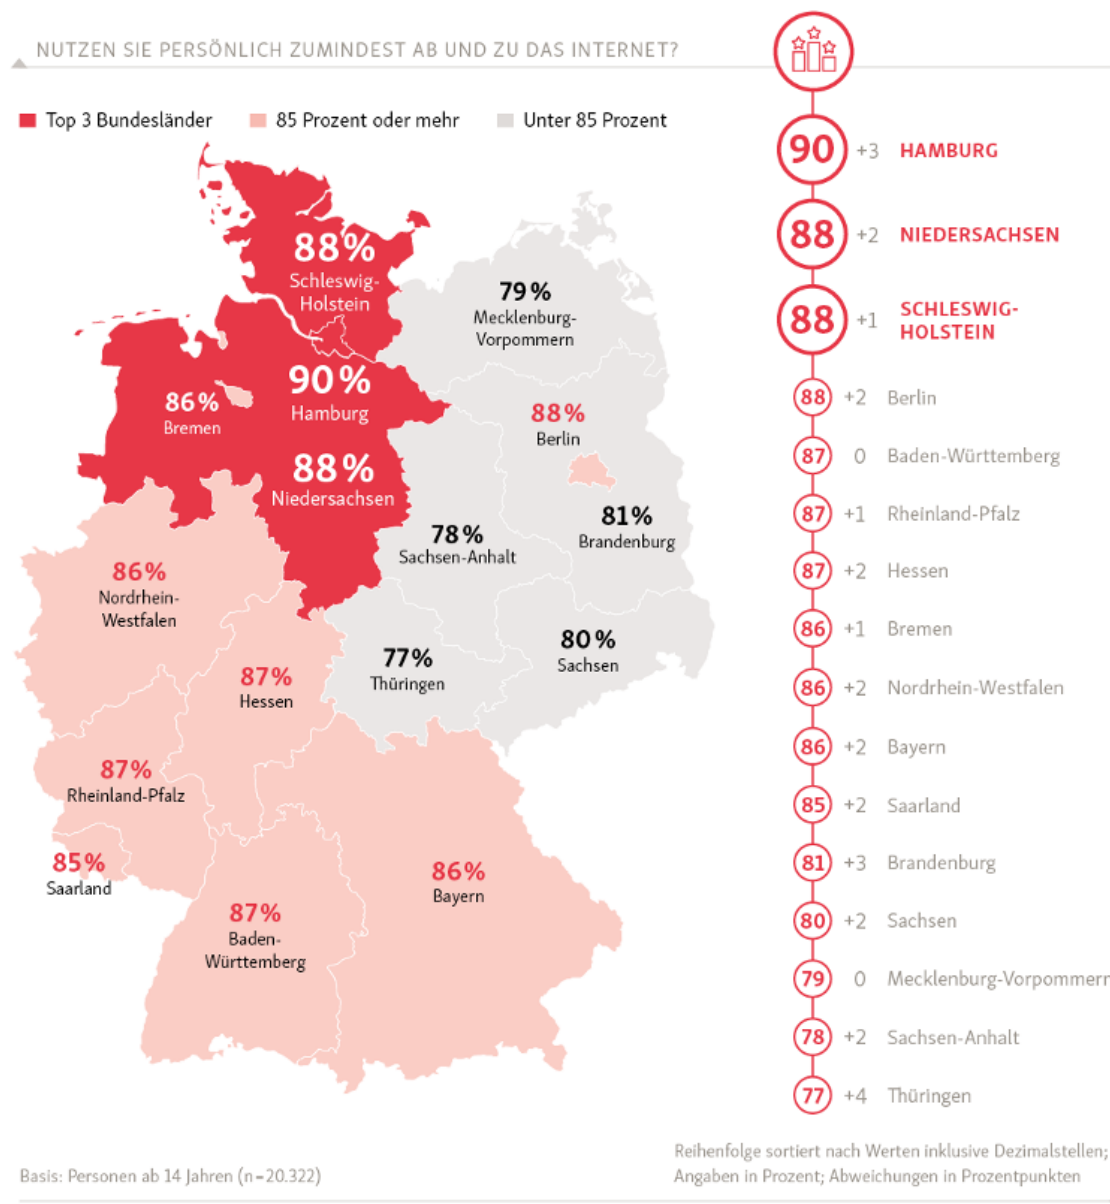 NUTZEN SIE PERSÖNLICH ZUMINDEST AB UND ZU DAS INTERNET?
Top 3 Bundesländer
85 Prozent oder mehr
Unter 85 Prozent
88%
Schleswig-
Holstein
79%
Mecklenburg-
Vorpommern
90%
Hamburg
86%
Bremen
88%
Berlin
88%
Niedersachsen
81%
Brandenburg
78%
Sachsen-Anhalt
86%
Nordrhein-
Westfalen
80%
Sachsen
77%
Thüringen
87%
Hessen
87%
Rheinland-Pfalz
85%
Saarland
86%
Bayern
87%
Baden-
Württemberg
90 +3 HAMBURG
88 +2 NIEDERSACHSEN
88 +1 SCHLESWIG-
HOLSTEIN
88 +2 Berlin
87 0 Baden-Württemberg
87 +1 Rheinland-Pfalz
87 +2 Hessen
86 +1 Bremen
86 +2 Nordrhein-Westfalen
86 +2 Bayern
85 +2 Saarland
81 +3 Brandenburg
80 +2 Sachsen
79 0 Mecklenburg-Vorpommern
78 +2 Sachsen-Anhalt
77 +4 Thüringen
Basis: Personen ab 14 Jahren (n=20.322)
Reihenfolge sortiert nach Werten inklusive Dezimalstellen;
Angaben in Prozent; Abweichungen in Prozentpunkten